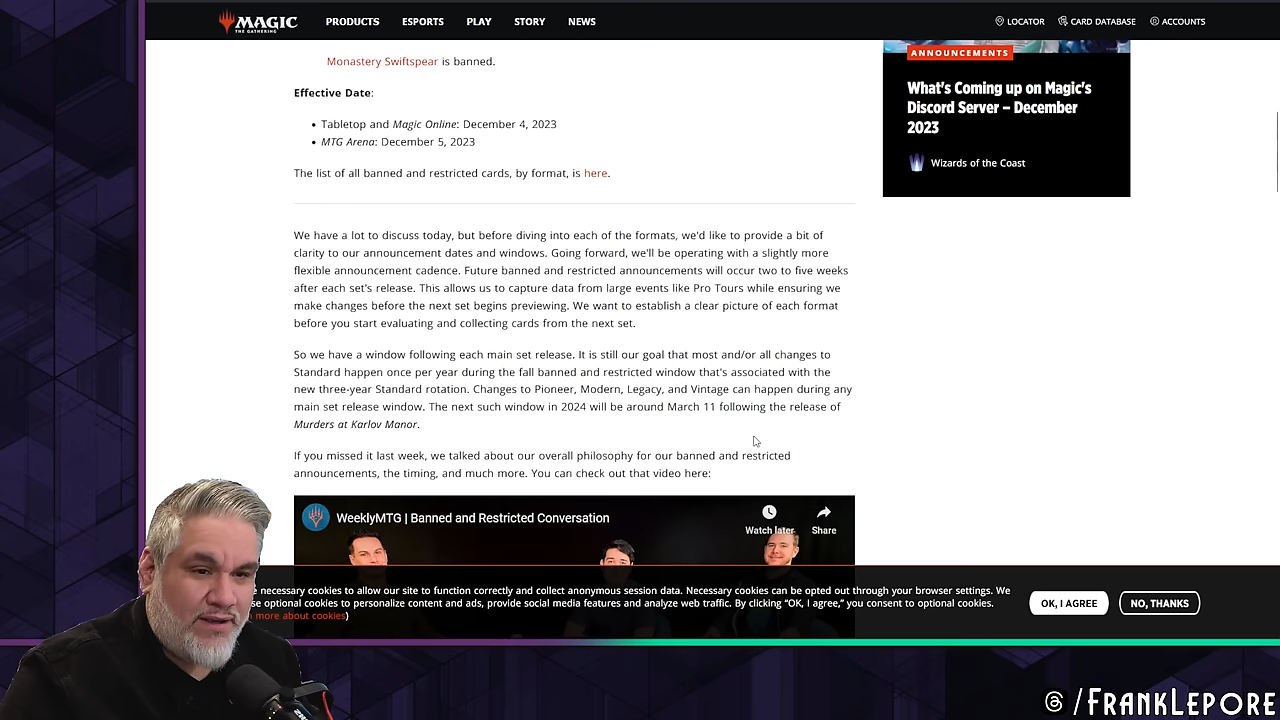 MAGIC
THE GATHERING
PRODUCTS
ESPORTS
PLAY
STORY
NEWS
LOCATOR
CARD DATABASE
ACCOUNTS
Monastery Swiftspear is banned.
Effective Date:
• Tabletop and Magic Online: December 4, 2023
• MTG Arena: December 5, 2023
The list of all banned and restricted cards, by format, is here.
We have a lot to discuss today, but before diving into each of the formats, we'd like to provide a bit of
clarity to our announcement dates and windows. Going forward, we'll be operating with a slightly more
flexible announcement cadence. Future banned and restricted announcements will occur two to five weeks
after each set's release. This allows us to capture data from large events like Pro Tours while ensuring we
make changes before the next set begins previewing. We want to establish a clear picture of each format
before you start evaluating and collecting cards from the next set.
So we have a window following each main set release. It is still our goal that most and/or all changes to
Standard happen once per year during the fall banned and restricted window that's associated with the
new three-year Standard rotation. Changes to Pioneer, Modern, Legacy, and Vintage can happen during any
main set release window. The next such window in 2024 will be around March 11 following the release of
Murders at Karlov Manor.
If you missed it last week, we talked about our overall philosophy for our banned and restricted
announcements, the timing, and much more. You can check out that video here:
WeeklyMTG | Banned and Restricted Conversation
Watch later
Share
ANNOUNCEMENTS
What's Coming up on Magic's
Discord Server – December
2023
Wizards of the Coast
necessary cookies to allow our site to function correctly and collect anonymous session data. Necessary cookies can be opted out through your browser settings. We
optional cookies to personalize content and ads, provide social media features and analyze web traffic. By clicking “OK, I agree,” you consent to optional cookies.
more about cookies)
OK, I AGREE
NO, THANKS
/FRANKLEPORE